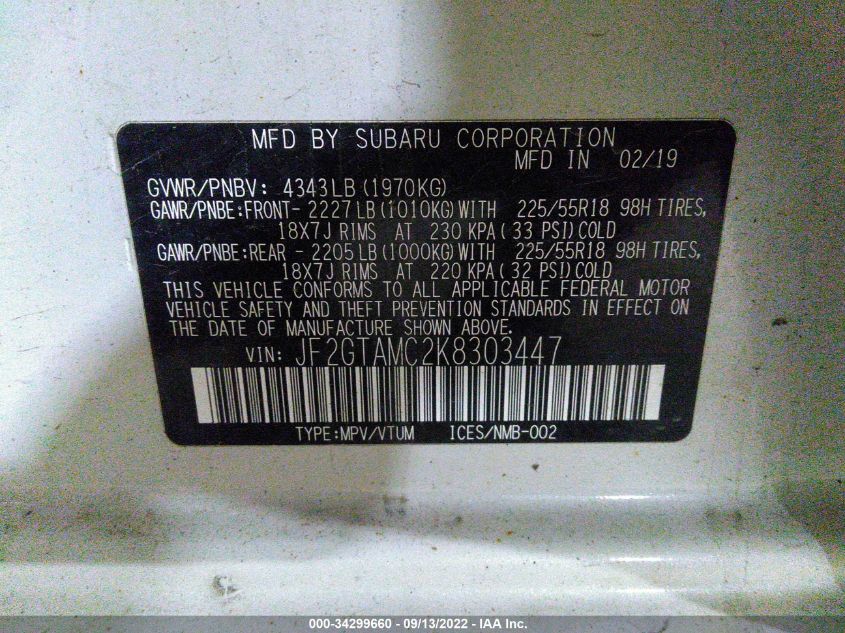 MFD BY SUBARU CORPORATION
MFD IN 02/19
GVWR/PNBV: 4343LB (1970KG)
GAWR/PNBE:FRONT- 2227LB (1010KG) WITH 225/55R18 98H TIRES,
18X7J RIMS AT 230 KPA (33 PSI) COLD
GAWR/PNBE:REAR - 2205LB (1000KG) WITH 225/55R18 98H TIRES,
18X7J RIMS AT 220 KPA (32 PSI) COLD
THIS VEHICLE CONFORMS TO ALL APPLICABLE FEDERAL MOTOR
VEHICLE SAFETY AND THEFT PREVENTION STANDARDS IN EFFECT ON
THE DATE OF MANUFACTURE SHOWN ABOVE.
VIN: JF2GTAMC2K8303447
TYPE:MPV/VTUM ICES/NMB-002
000-34299660 - 09/13/2022 - IAA Inc.